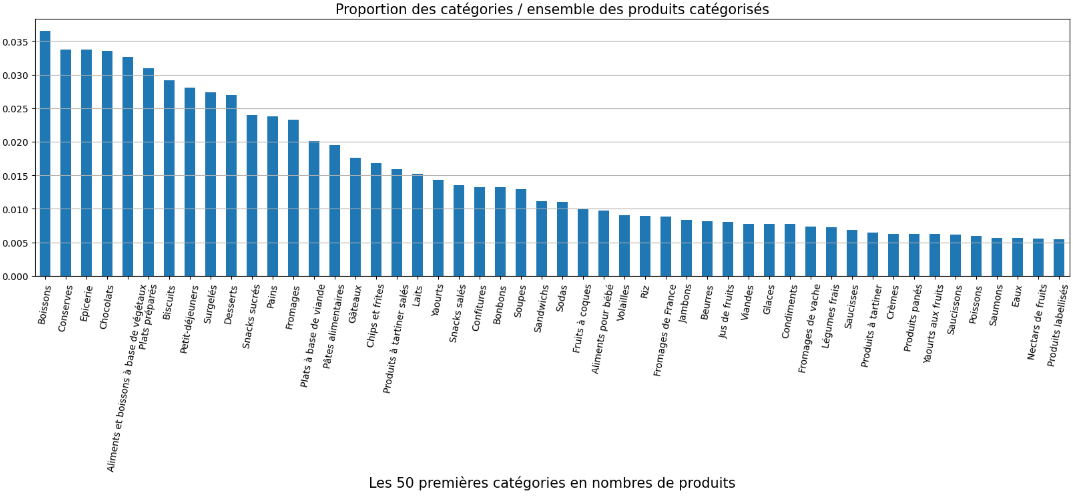 Proportion des catégories / ensemble des produits catégorisés
0.035
0.030
0.025
0.020
0.015
0.010
0.005
0.000
Boissons
Conserves
Epicerie
Chocolats
Aliments et boissons à base de végétaux
Plats préparés
Biscuits
Petit-déjeuners
Surgelés
Desserts
Snacks sucrés
Pains
Fromages
Plats à base de viande
Pâtes alimentaires
Gâteaux
Chips et frites
Produits à tartiner salés
Laits
Yaourts
Snacks salés
Confitures
Bonbons
Soupes
Sandwichs
Sodas
Fruits à coques
Aliments pour bébé
Volailles
Riz
Fromages de France
Jambons
Beurres
Jus de fruits
Viandes
Glaces
Condiments
Fromages de vache
Légumes frais
Saucisses
Produits à tartiner
Crèmes
Produits panés
Yaourts aux fruits
Saucissons
Poissons
Saumons
Eaux
Nectars de fruits
Produits labellisés
Les 50 premières catégories en nombres de produits